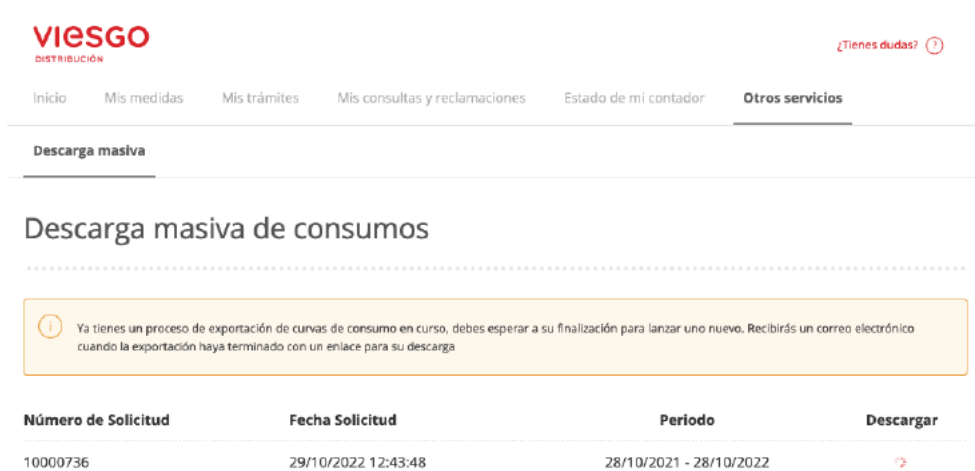 viesgo
DISTRIBUCIÓN
¿Tienes dudas? ?
Inicio Mis medidas Mis trámites Mis consultas y reclamaciones Estado de mi contador Otros servicios
Descarga masiva
Descarga masiva de consumos
Ya tienes un proceso de exportación de curvas de consumo en curso, debes esperar a su finalización para lanzar uno nuevo. Recibirás un correo electrónico
cuando la exportación haya terminado con un enlace para su descarga
Número de Solicitud Fecha Solicitud Periodo Descargar
10000736 29/10/2022 12:43:48 28/10/2021 - 28/10/2022